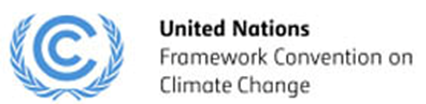 United Nations
Framework Convention on
Climate Change